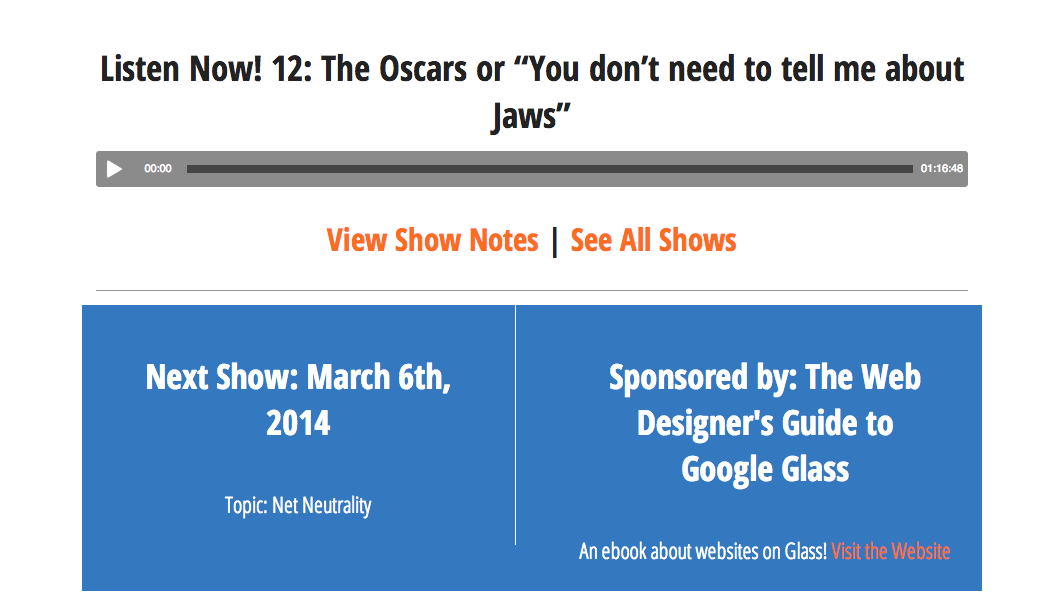 Listen Now! 12: The Oscars or “You don’t need to tell me about
Jaws”
00:00
01:16:48
View Show Notes | See All Shows
Next Show: March 6th,
2014
Topic: Net Neutrality
Sponsored by: The Web
Designer's Guide to
Google Glass
An ebook about websites on Glass! Visit the Website